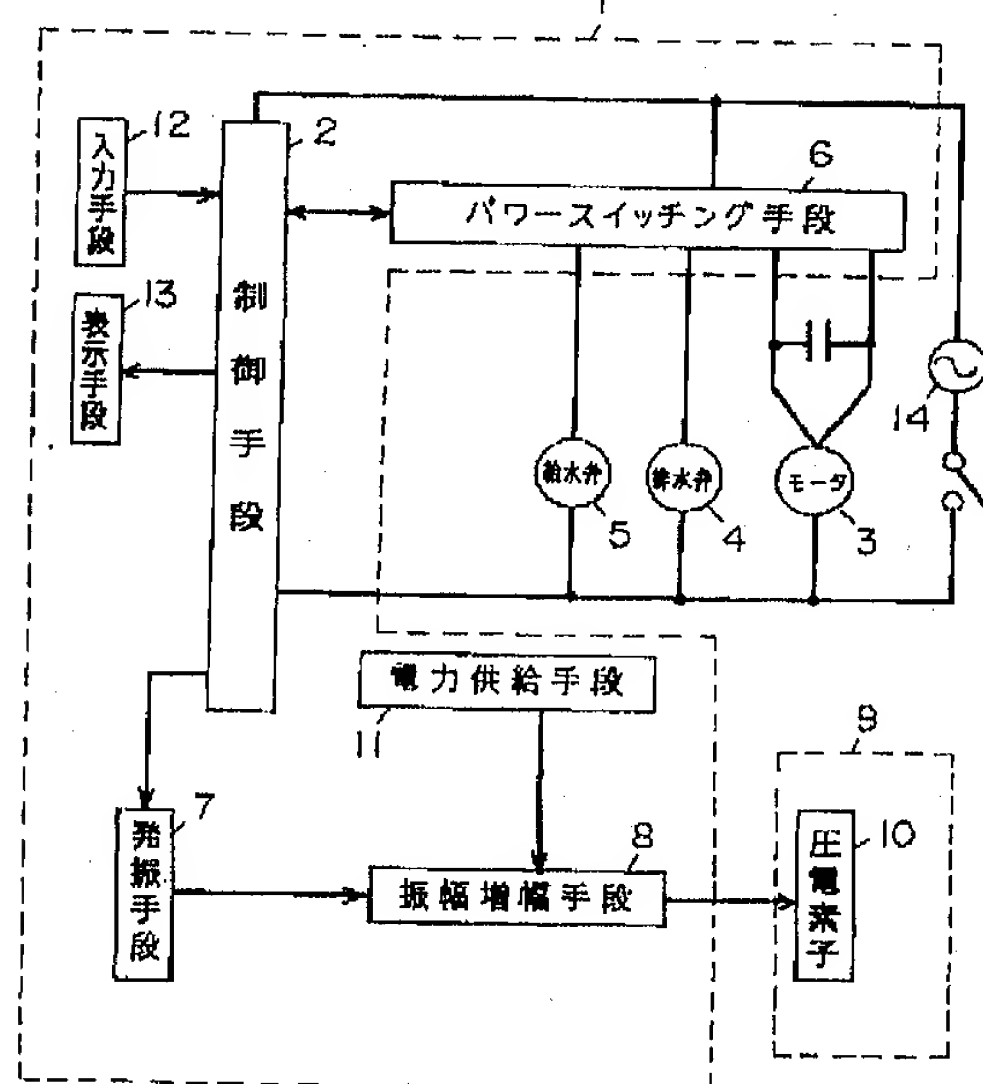 1
12
入力手段
2
制御手段
6
パワースイッチング手段
13
表示手段
14
給水弁
5
排水弁
4
モータ
3
電力供給手段
11
9
7
発振手段
8
振幅増幅手段
圧電素子
10